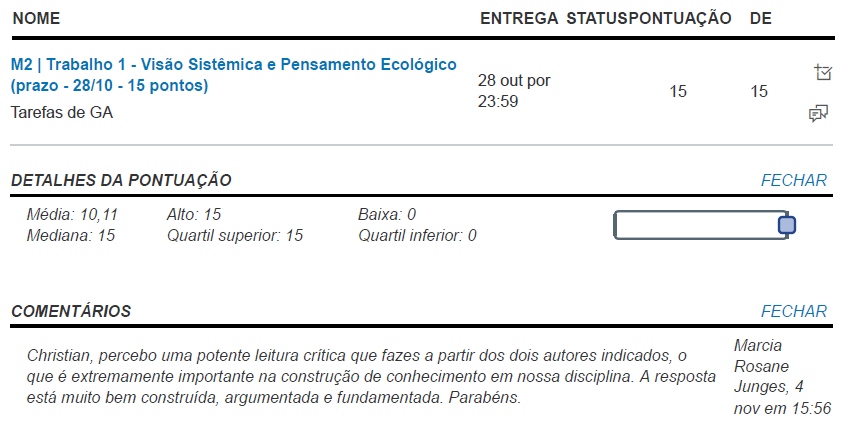 NOME ENTREGA STATUSPONTUAÇÃO DE
M2 | Trabalho 1 - Visão Sistêmica e Pensamento Ecológico
(prazo - 28/10 - 15 pontos)
Tarefas de GA
28 out por
23:59
15 15
DETALHES DA PONTUAÇÃO FECHAR
Média: 10,11 Alto: 15 Baixa: 0
Mediana: 15 Quartil superior: 15 Quartil inferior: 0
COMENTÁRIOS FECHAR
Christian, percebo uma potente leitura crítica que fazes a partir dos dois autores indicados, o
que é extremamente importante na construção de conhecimento em nossa disciplina. A resposta
está muito bem construída, argumentada e fundamentada. Parabéns.
Marcia
Rosane
Junges, 4
nov em 15:56